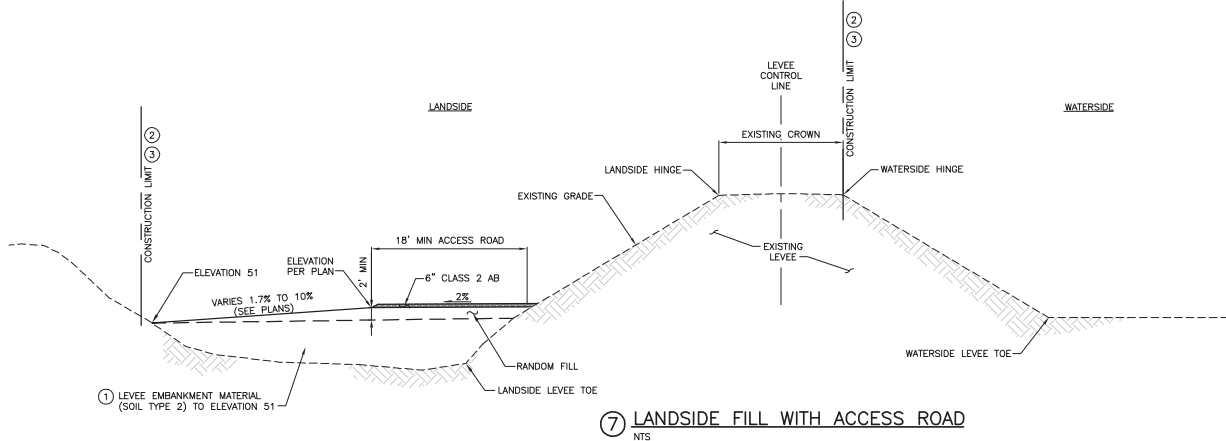 ②
③
CONSTRUCTION LIMIT
LANDSIDE
LEVEE
CONTROL
LINE
②
③
CONSTRUCTION LIMIT
WATERSIDE
EXISTING CROWN
LANDSIDE HINGE
WATERSIDE HINGE
EXISTING GRADE
18' MIN ACCESS ROAD
EXISTING
LEVEE
ELEVATION 51
ELEVATION
PER PLAN
2' MIN
6" CLASS 2 AB
2%
VARIES 1.7% TO 10%
(SEE PLANS)
RANDOM FILL
WATERSIDE LEVEE TOE
LANDSIDE LEVEE TOE
① LEVEE EMBANKMENT MATERIAL
(SOIL TYPE 2) TO ELEVATION 51
⑦ LANDSIDE FILL WITH ACCESS ROAD
NTS